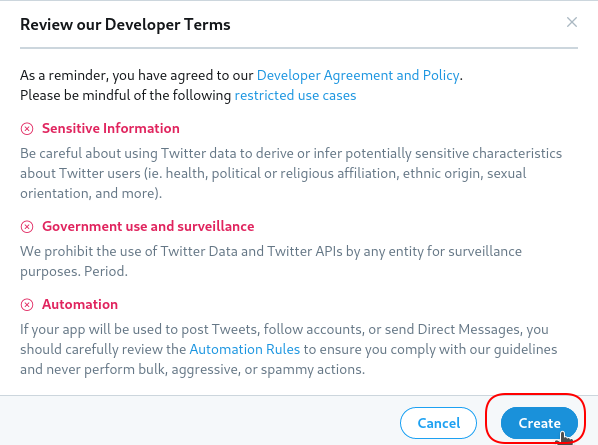 Review our Developer Terms
As a reminder, you have agreed to our Developer Agreement and Policy.
Please be mindful of the following restricted use cases
Sensitive Information
Be careful about using Twitter data to derive or infer potentially sensitive characteristics
about Twitter users (ie. health, political or religious affiliation, ethnic origin, sexual
orientation, and more).
Government use and surveillance
We prohibit the use of Twitter Data and Twitter APIs by any entity for surveillance
purposes. Period.
Automation
If your app will be used to post Tweets, follow accounts, or send Direct Messages, you
should carefully review the Automation Rules to ensure you comply with our guidelines
and never perform bulk, aggressive, or spammy actions.
Cancel Create